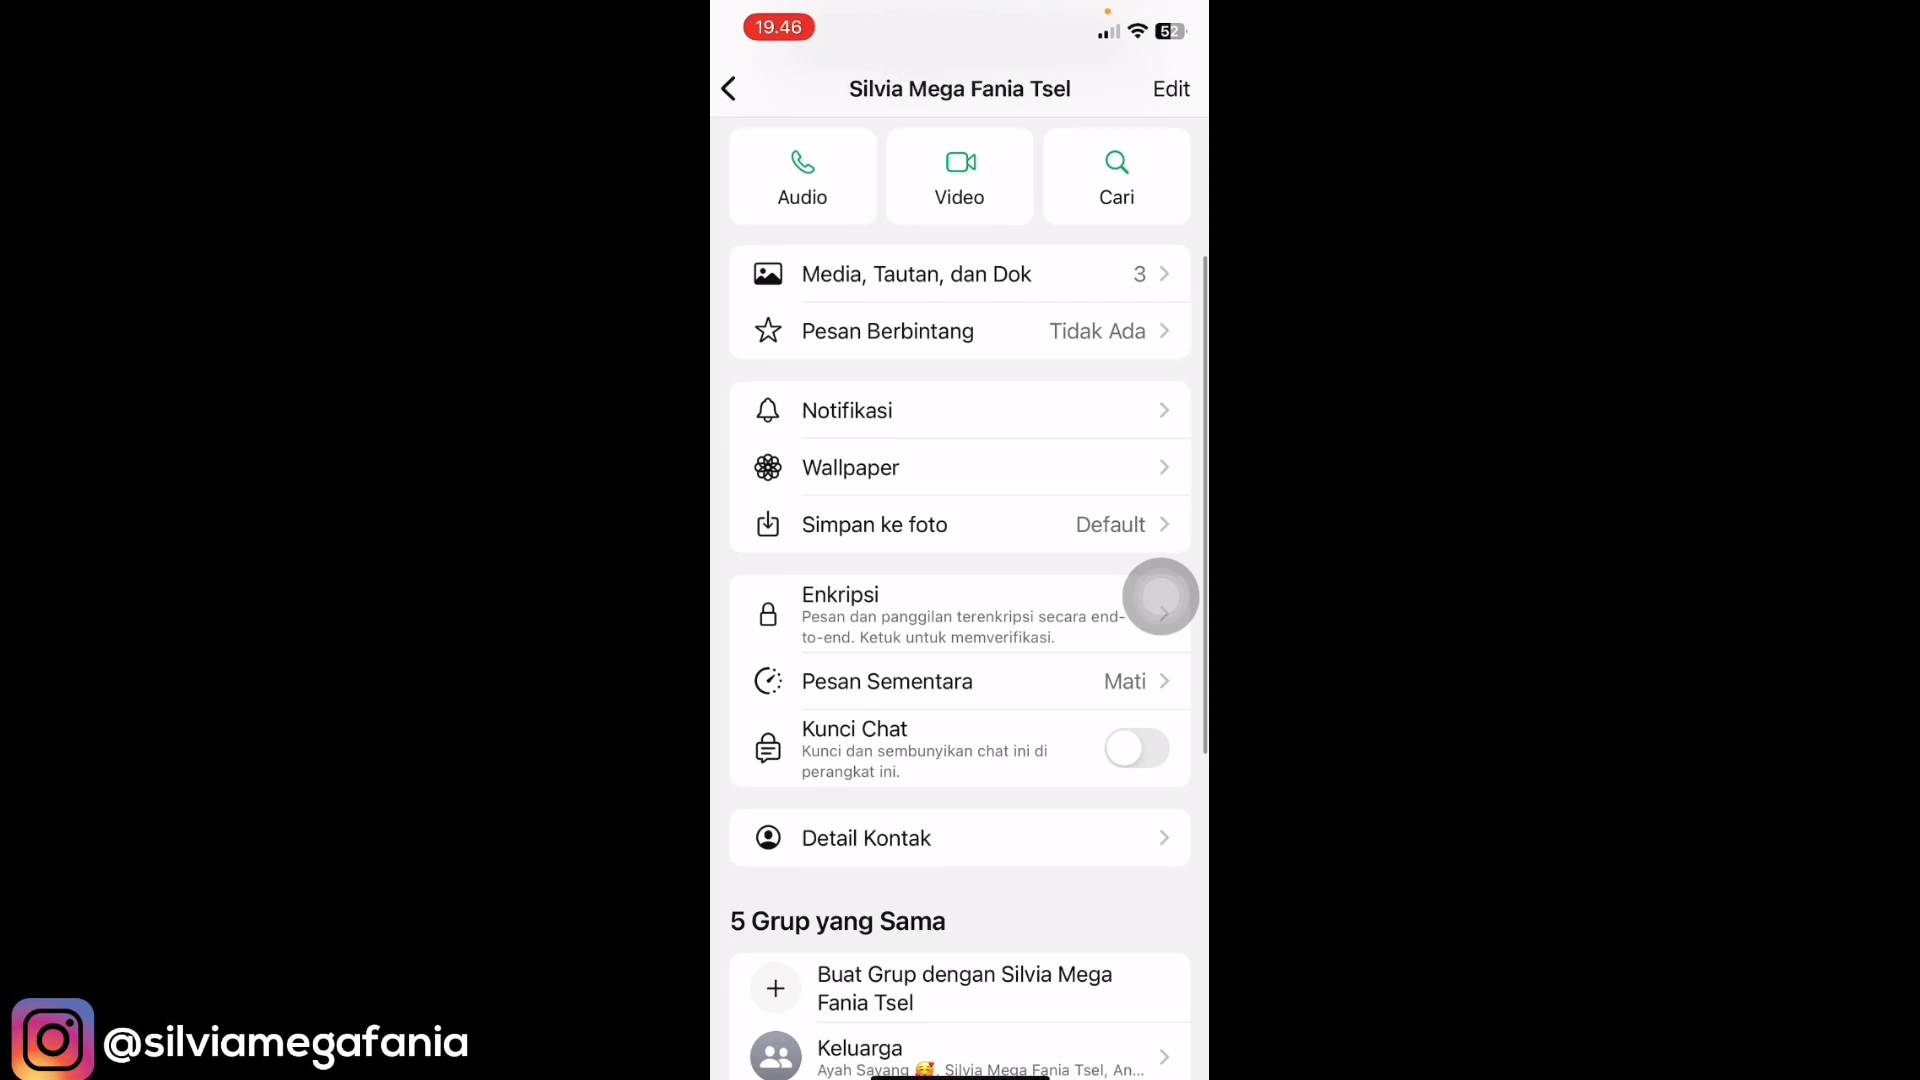 19.46
52
Silvia Mega Fania Tsel
Edit
Audio
Video
Cari
Media, Tautan, dan Dok
3
Pesan Berbintang
Tidak Ada
Notifikasi
Wallpaper
Simpan ke foto
Default
Enkripsi
Pesan dan panggilan terenkripsi secara end-
to-end. Ketuk untuk memverifikasi.
Pesan Sementara
Mati
Kunci Chat
Kunci dan sembunyikan chat ini di
perangkat ini.
Detail Kontak
5 Grup yang Sama
Buat Grup dengan Silvia Mega
Fania Tsel
Keluarga
Ayah Sayang 🥰, Silvia Mega Fania Tsel, An...
@silviamegafania